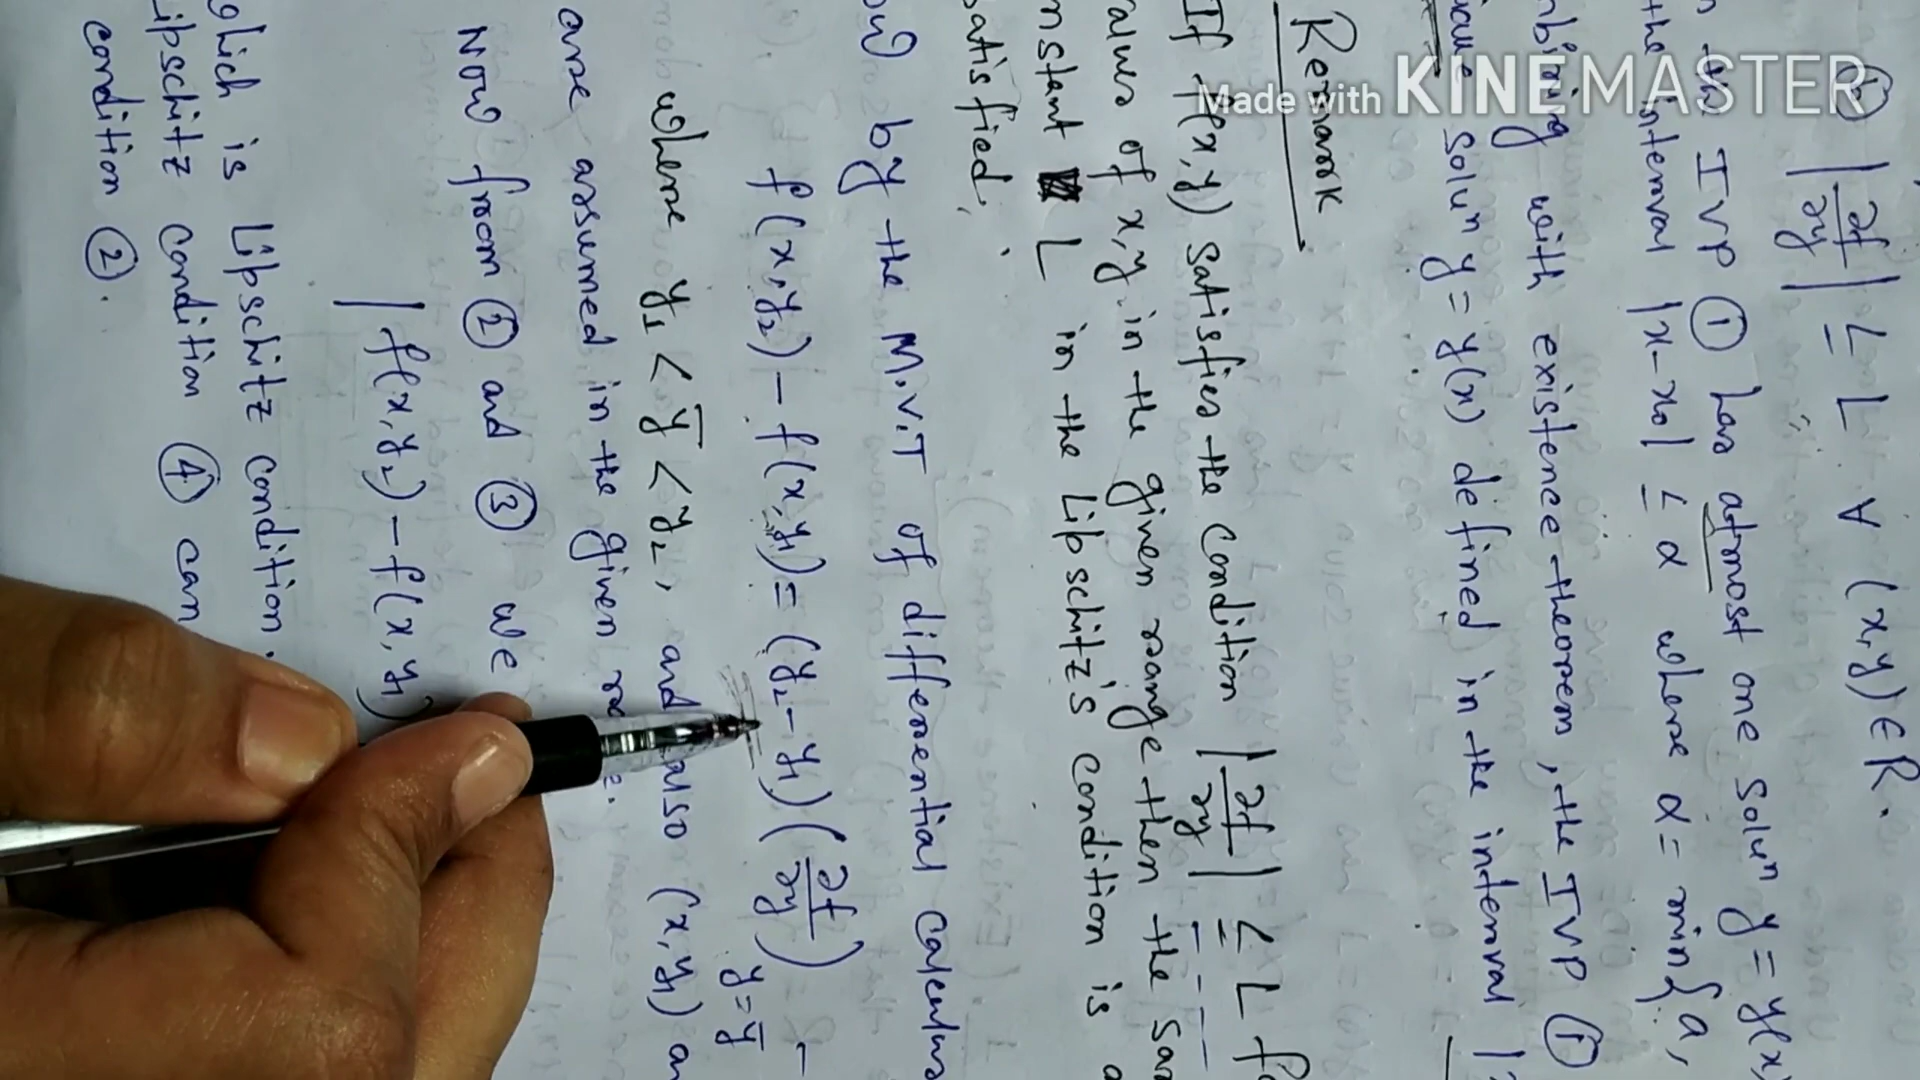 Made with KINEMASTER
b) |∂f/∂y| ≤ L ∀ (x,y) ∈ R.
the IVP ① has atmost one solun y = y(x)
the interval |x-x₀| ≤ α where α = min{a,
with existence theorem, the IVP ①
solun y = y(x) defined in the interval |
Remark:
If f(x,y) satisfies the condition |∂f/∂y| ≤ L
values of x,y in the given range then the
L in the Lipschitz's condition is
satisfied.
by the M.V.T of differential calculus
f(x,y₂) - f(x,y₁) = (y₂-y₁)(∂f/∂y) y=ȳ
where y₁ < ȳ < y₂, and also (x,y₁)
are assumed in the given
Now from ② and ③ we
|f(x,y₂) - f(x,y₁)
which is Lipschitz condition.
Lipschitz condition ④ can
condition ②.